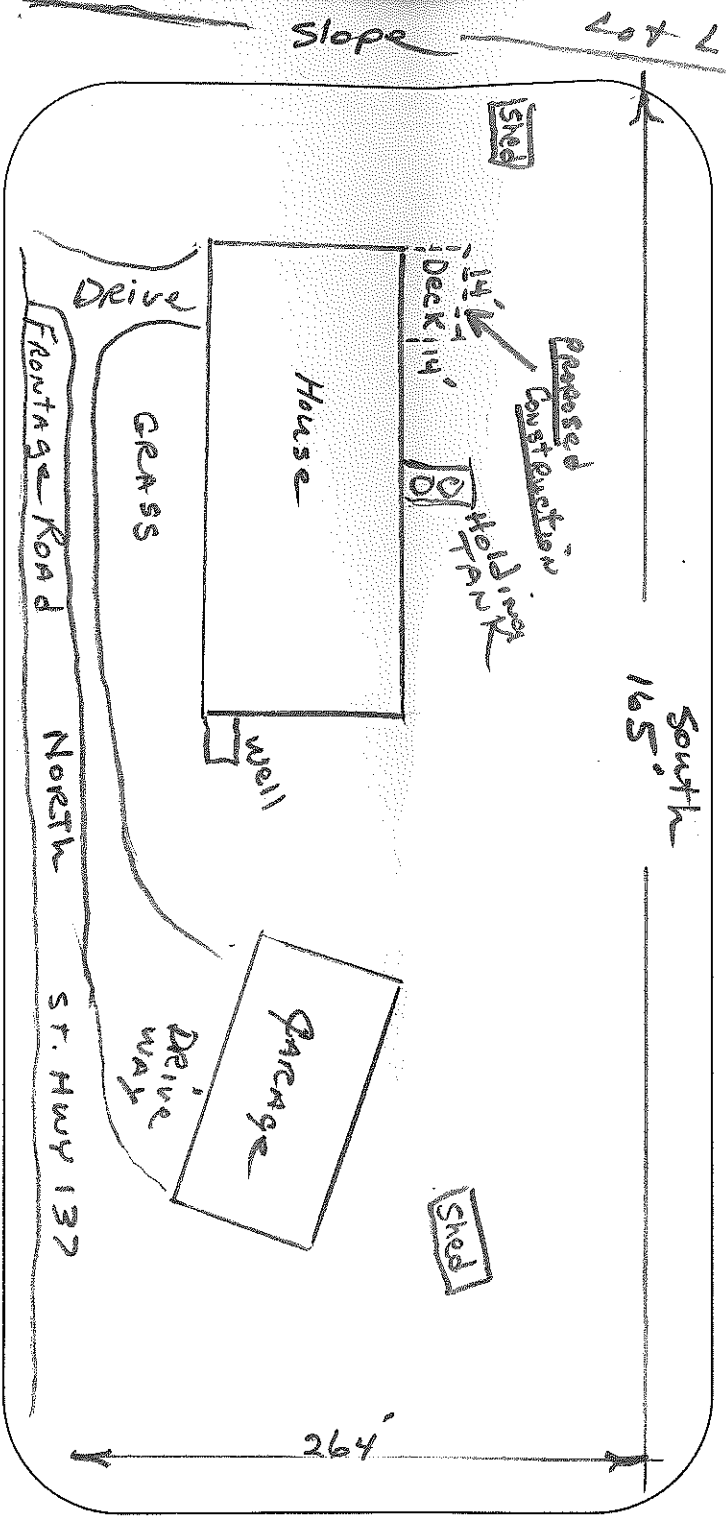 Slope
Lot
Shed
South
165'
Proposed
Construction
14'
Deck 14'
Holding
TANK
House
Well
Drive
GRASS
Garage
DRive
way
Shed
FRontage Road
NORTh
St. Hwy 137
264'